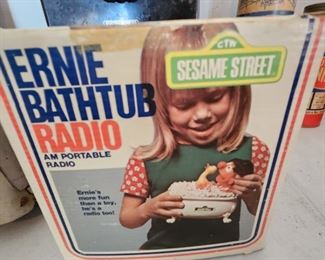 ERNIE
BATHTUB
RADIO
AM PORTABLE
RADIO
Ernie's
more fun
than a toy,
he's a
radio too!
CTW
SESAME STREET